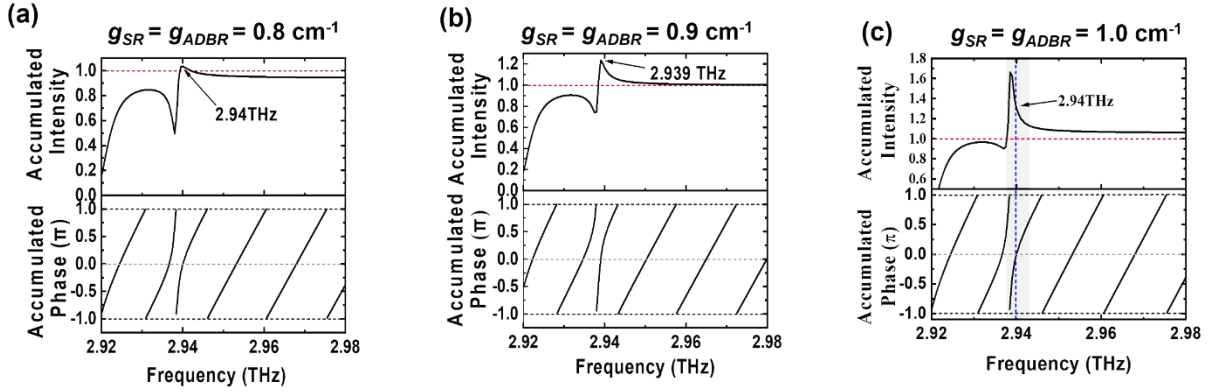 (a)
g_SR = g_ADBR = 0.8 cm⁻¹
Accumulated
Intensity
1.0
0.8
0.6
0.4
0.2
0.0
2.94THz
Accumulated
Phase (π)
1.0
0.5
0.0
-0.5
-1.0
2.92
2.94
2.96
2.98
Frequency (THz)
(b)
g_SR = g_ADBR = 0.9 cm⁻¹
Accumulated
Intensity
1.2
1.0
0.8
0.6
0.4
0.2
0.0
2.939 THz
Accumulated
Phase (π)
1.0
0.5
0.0
-0.5
-1.0
2.92
2.94
2.96
2.98
Frequency (THz)
(c)
g_SR = g_ADBR = 1.0 cm⁻¹
Accumulated
Intensity
1.8
1.6
1.4
1.2
1.0
0.8
0.6
2.94THz
Accumulated
Phase (π)
1.0
0.5
0.0
-0.5
-1.0
2.92
2.94
2.96
2.98
Frequency (THz)